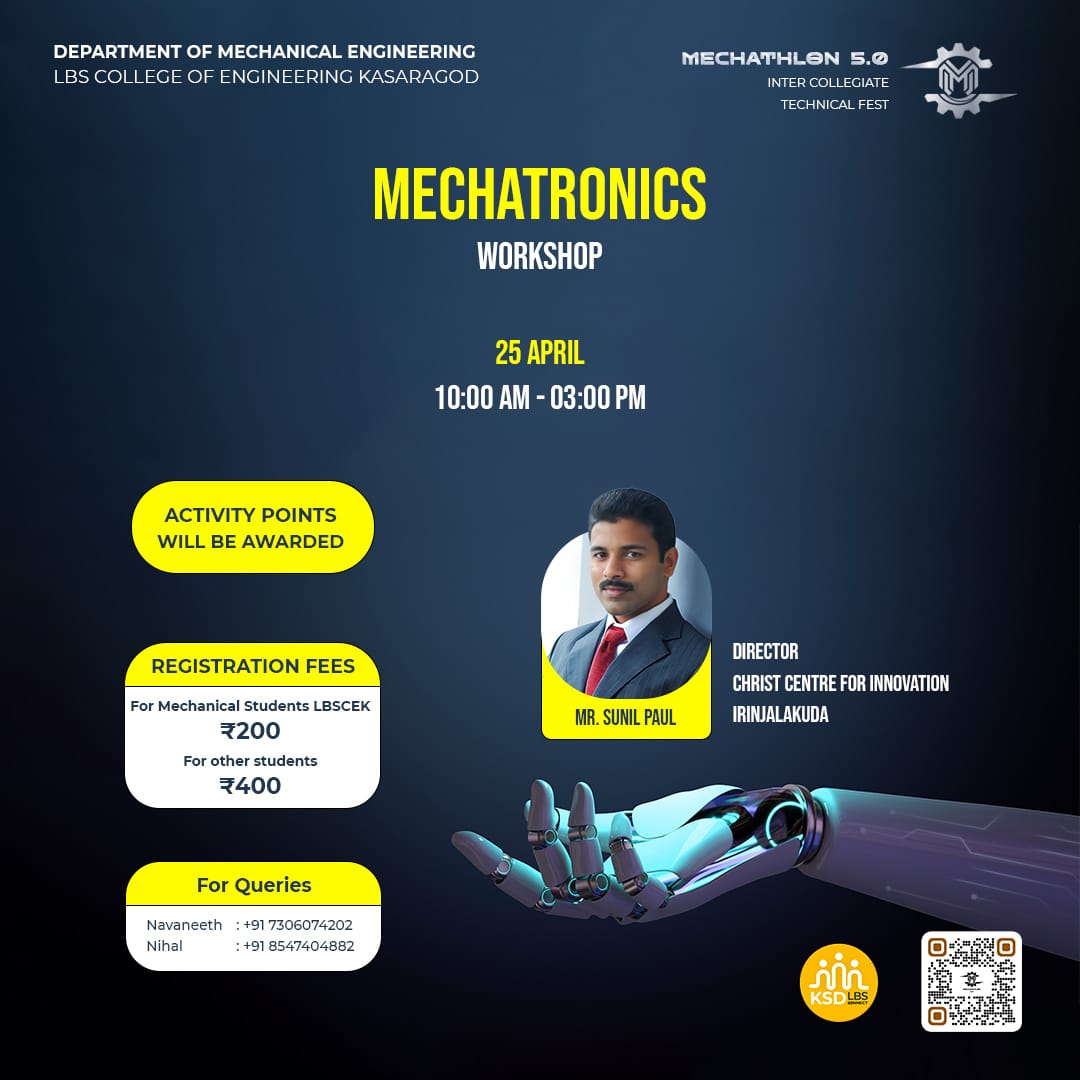 DEPARTMENT OF MECHANICAL ENGINEERING
LBS COLLEGE OF ENGINEERING KASARAGOD
MECHATHLON 5.0
INTER COLLEGIATE
TECHNICAL FEST
MECHATRONICS
WORKSHOP
25 APRIL
10:00 AM - 03:00 PM
ACTIVITY POINTS
WILL BE AWARDED
REGISTRATION FEES
For Mechanical Students LBSCEK
₹200
For other students
₹400
MR. SUNIL PAUL
DIRECTOR
CHRIST CENTRE FOR INNOVATION
IRINJALAKUDA
For Queries
Navaneeth : +91 7306074202
Nihal : +91 8547404882
KSD LBS